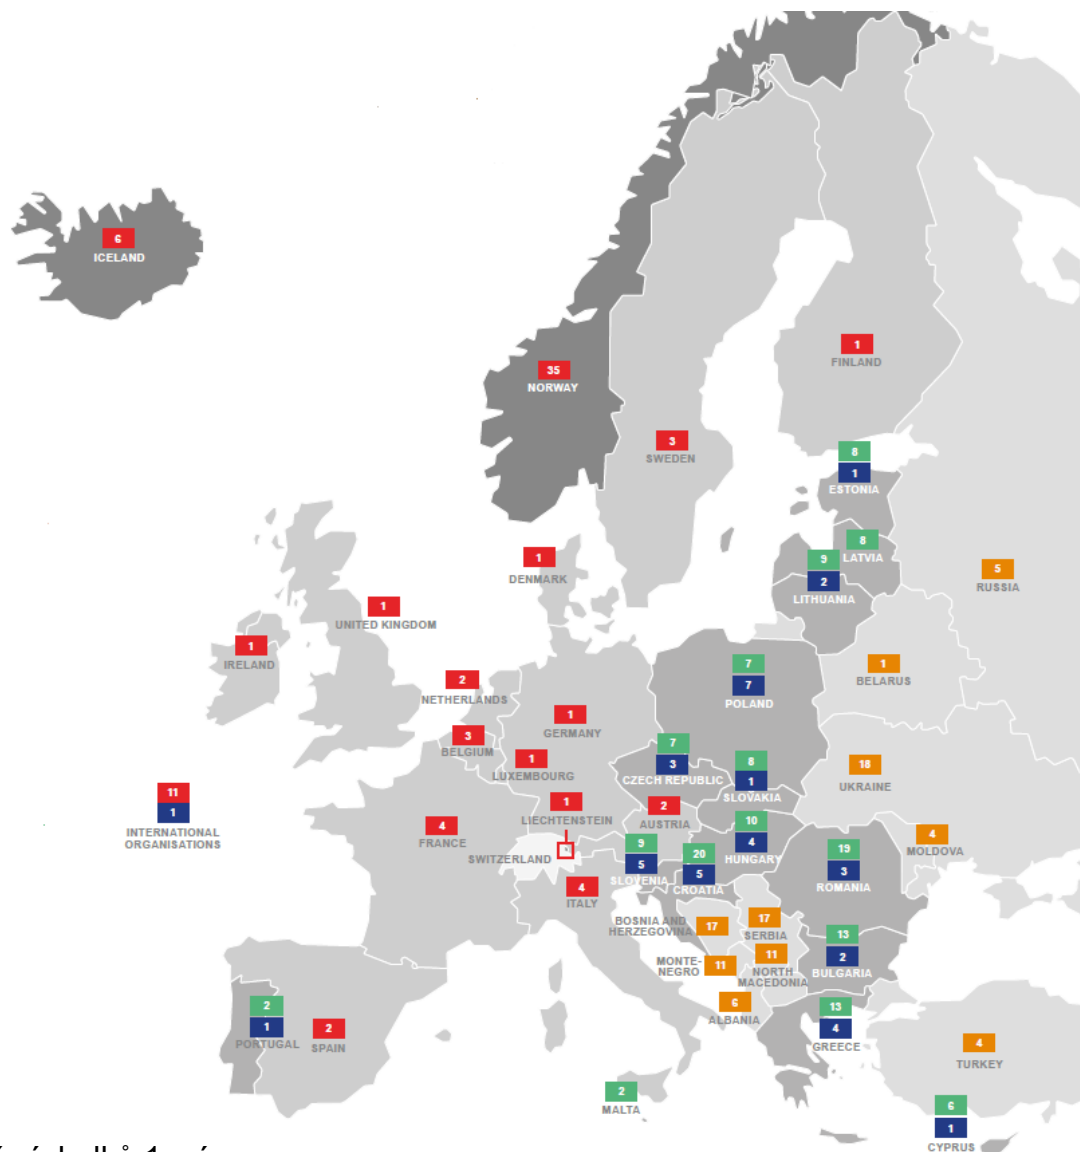 6
ICELAND
35
NORWAY
1
FINLAND
3
SWEDEN
8
1
ESTONIA
8
LATVIA
9
2
LITHUANIA
5
RUSSIA
1
DENMARK
1
UNITED KINGDOM
1
IRELAND
2
NETHERLANDS
7
7
POLAND
1
BELARUS
1
GERMANY
3
BELGIUM
1
LUXEMBOURG
7
3
CZECH REPUBLIC
8
1
SLOVAKIA
18
UKRAINE
11
1
INTERNATIONAL
ORGANISATIONS
4
FRANCE
1
LIECHTENSTEIN
SWITZERLAND
2
AUSTRIA
10
4
HUNGARY
4
MOLDOVA
9
5
SLOVENIA
20
5
CROATIA
19
3
ROMANIA
4
ITALY
BOSNIA AND
HERZEGOVINA
17
17
SERBIA
13
2
BULGARIA
MONTE-
NEGRO
11
11
NORTH
MACEDONIA
6
ALBANIA
13
4
GREECE
2
1
PORTUGAL
2
SPAIN
4
TURKEY
2
MALTA
6
1
CYPRUS